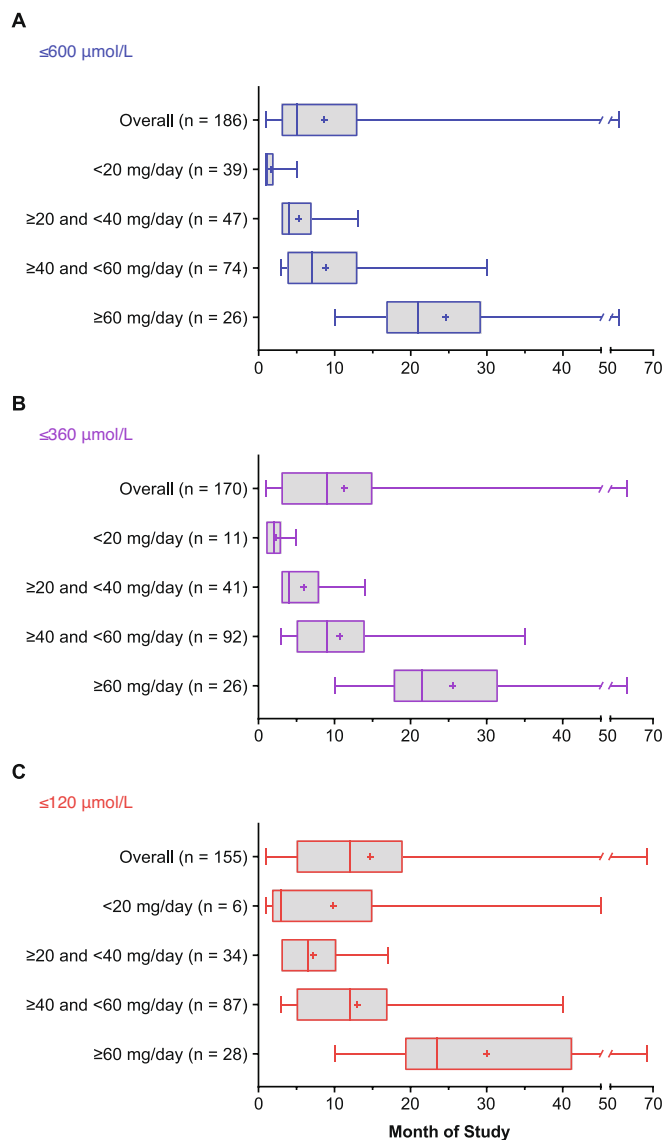 A
≤600 µmol/L
Overall (n = 186)
<20 mg/day (n = 39)
≥20 and <40 mg/day (n = 47)
≥40 and <60 mg/day (n = 74)
≥60 mg/day (n = 26)
0 10 20 30 40 50 70
B
≤360 µmol/L
Overall (n = 170)
<20 mg/day (n = 11)
≥20 and <40 mg/day (n = 41)
≥40 and <60 mg/day (n = 92)
≥60 mg/day (n = 26)
0 10 20 30 40 50 70
C
≤120 µmol/L
Overall (n = 155)
<20 mg/day (n = 6)
≥20 and <40 mg/day (n = 34)
≥40 and <60 mg/day (n = 87)
≥60 mg/day (n = 28)
0 10 20 30 40 50 70
Month of Study